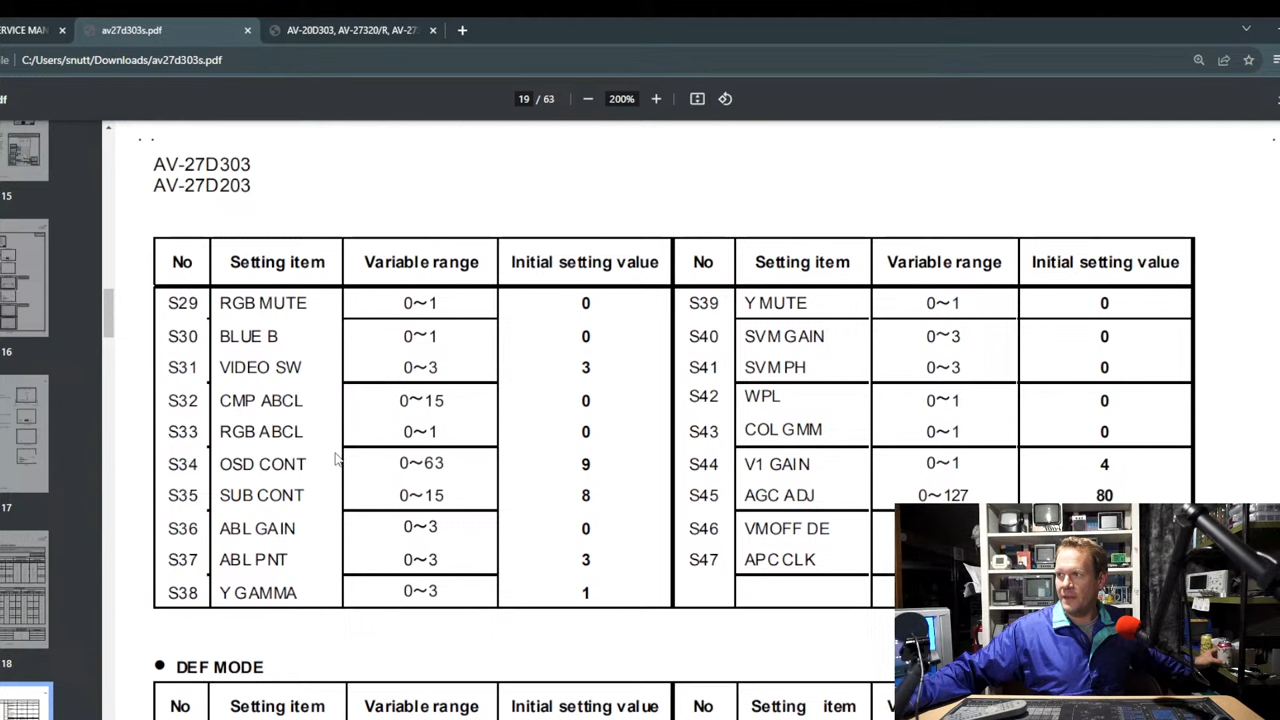 ERVICE MAN
av27d303s.pdf
AV-20D303, AV-27320/R, AV-27
C:/Users/snutt/Downloads/av27d303s.pdf
19 / 63
200%
AV-27D303
AV-27D203
No Setting item Variable range Initial setting value No Setting item Variable range Initial setting value
S29 RGB MUTE 0~1 0 S39 Y MUTE 0~1 0
S30 BLUE B 0~1 0 S40 SVM GAIN 0~3 0
S31 VIDEO SW 0~3 3 S41 SVM PH 0~3 0
S32 CMP ABCL 0~15 0 S42 WPL 0~1 0
S33 RGB ABCL 0~1 0 S43 COL GMM 0~1 0
S34 OSD CONT 0~63 9 S44 V1 GAIN 0~1 4
S35 SUB CONT 0~15 8 S45 AGC ADJ 0~127 80
S36 ABL GAIN 0~3 0 S46 VMOFF DE
S37 ABL PNT 0~3 3 S47 APC CLK
S38 Y GAMMA 0~3 1
● DEF MODE
No Setting item Variable range Initial setting value No Setting item
15
16
17
18